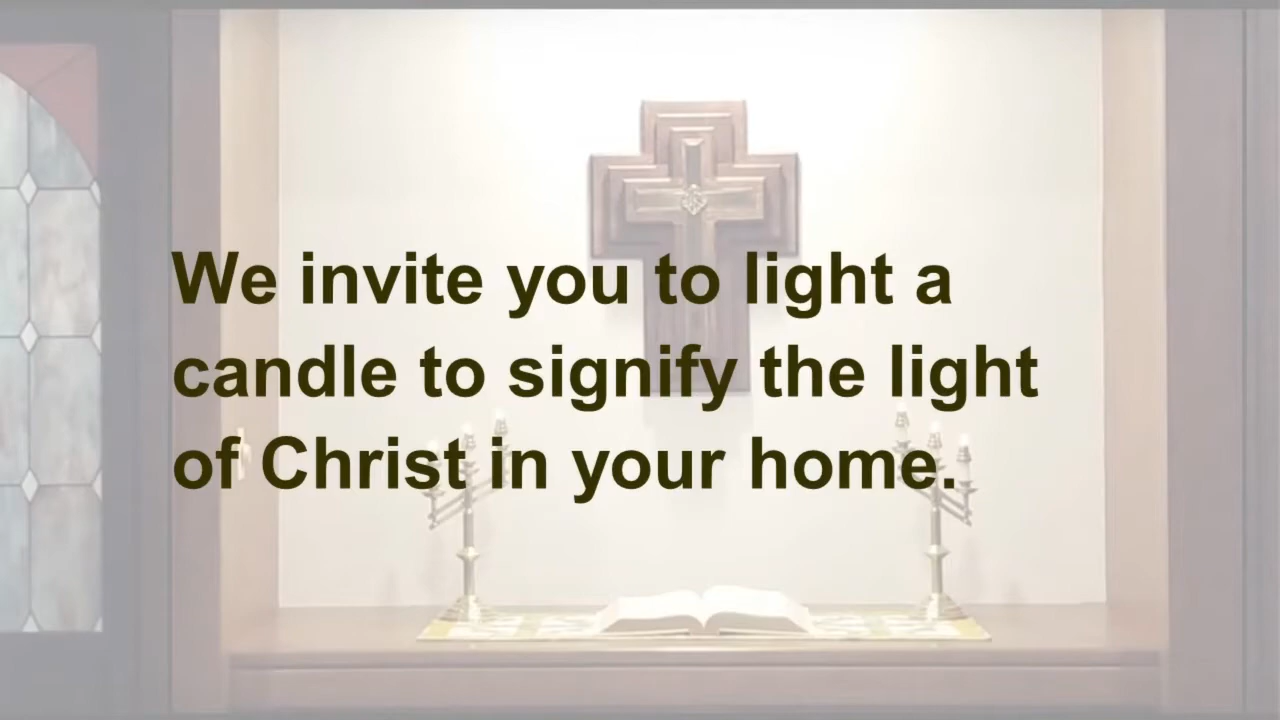 We invite you to light a
candle to signify the light
of Christ in your home.